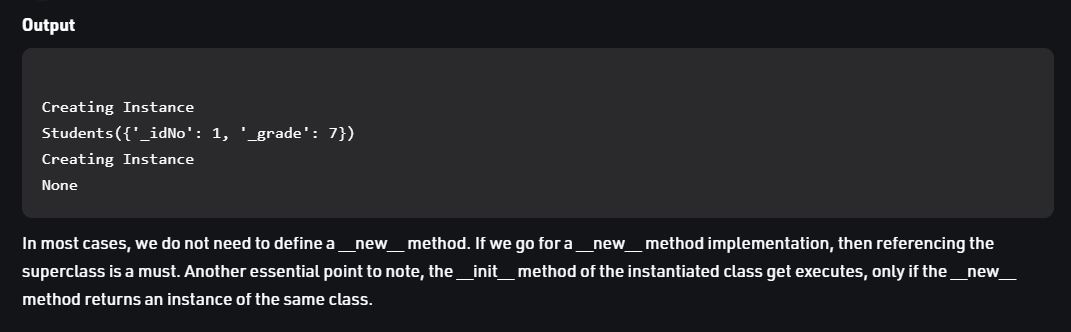 Output
Creating Instance
Students({'_idNo': 1, '_grade': 7})
Creating Instance
None
In most cases, we do not need to define a __new__ method. If we go for a __new__ method implementation, then referencing the
superclass is a must. Another essential point to note, the __init__ method of the instantiated class get executes, only if the __new__
method returns an instance of the same class.